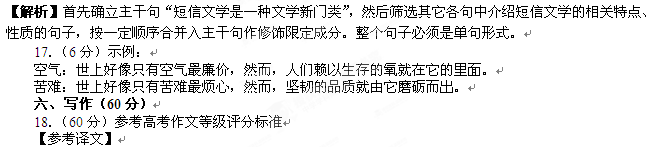 【解析】首先确立主干句“短信文学是一种文学新门类”，然后筛选其它各句中介绍短信文学的相关特点、
性质的句子，按一定顺序合并入主干句作修饰限定成分。整个句子必须是单句形式。
17.（6分）示例：
空气：世上好像只有空气最廉价，然而，人们赖以生存的氧就在它的里面。
苦难：世上好像只有苦难最烦心，然而，坚韧的品质就由它磨砺而出。
六、写作（60分）
18.（60分）参考高考作文等级评分标准
【参考译文】